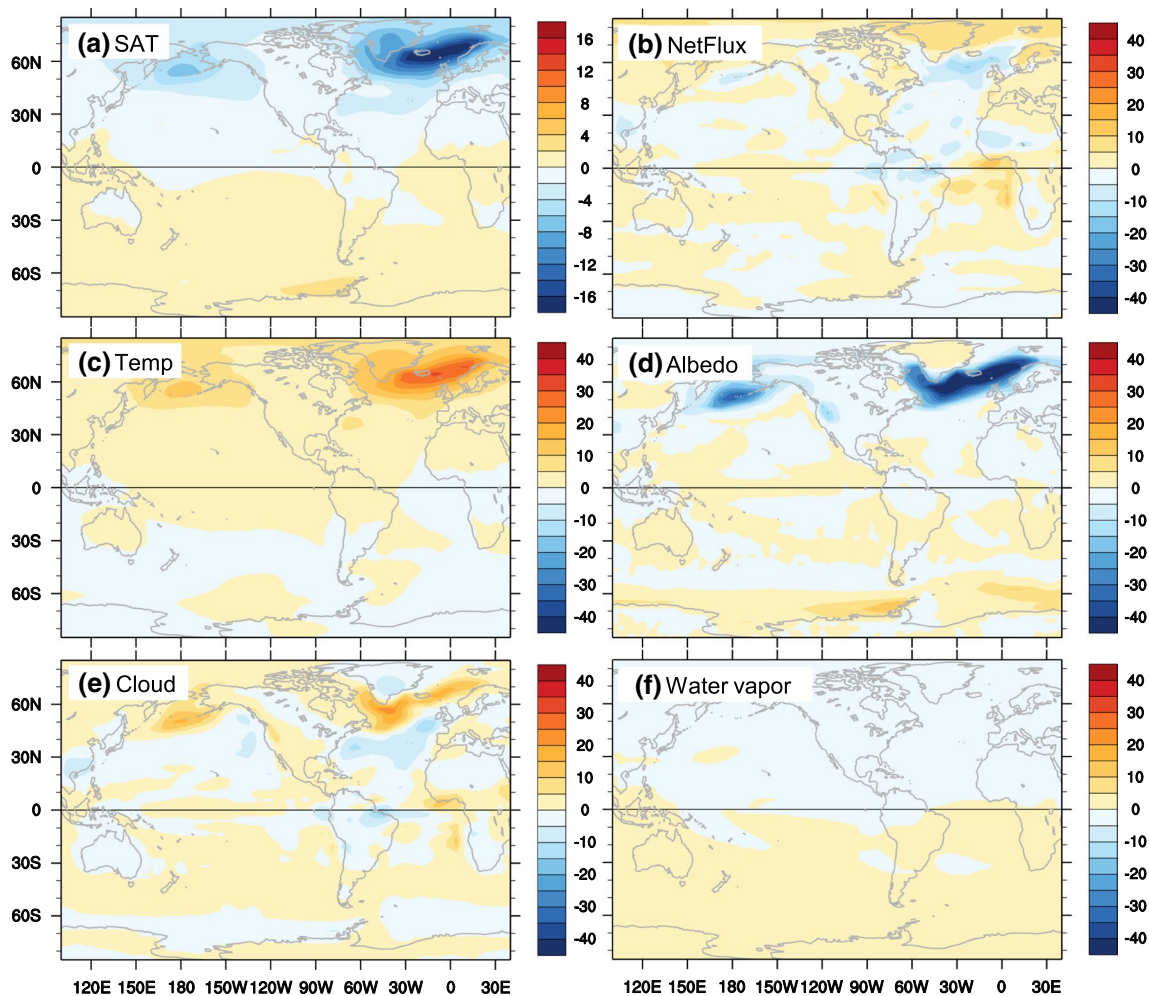 (a) SAT
60N
30N
0
30S
60S
16
12
8
4
0
-4
-8
-12
-16
(b) NetFlux
40
30
20
10
0
-10
-20
-30
-40
(c) Temp
60N
30N
0
30S
60S
40
30
20
10
0
-10
-20
-30
-40
(d) Albedo
40
30
20
10
0
-10
-20
-30
-40
(e) Cloud
60N
30N
0
30S
60S
120E 150E 180 150W 120W 90W 60W 30W 0 30E
40
30
20
10
0
-10
-20
-30
-40
(f) Water vapor
120E 150E 180 150W 120W 90W 60W 30W 0 30E
40
30
20
10
0
-10
-20
-30
-40